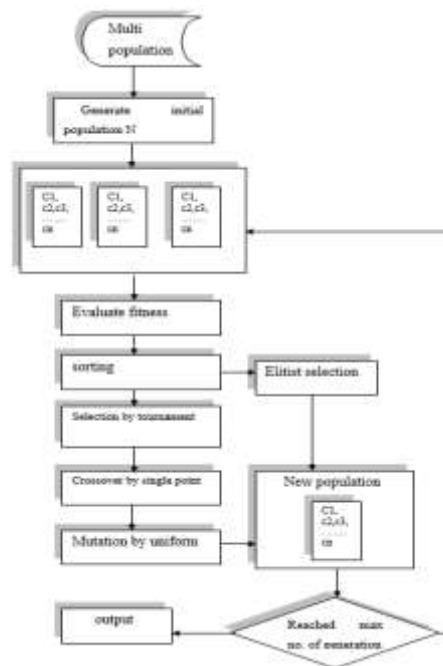 Multi
population
Generate initial
population N
C1,
c2,c3,
......
cn
C1,
c2,c3,
......
cn
C1,
c2,c3,
......
cn
Evaluate fitness
sorting
Elitist selection
Selection by tournament
Crossover by single point
New population
C1,
c2,c3,
......
cn
Mutation by uniform
output
Reached max
no. of generation